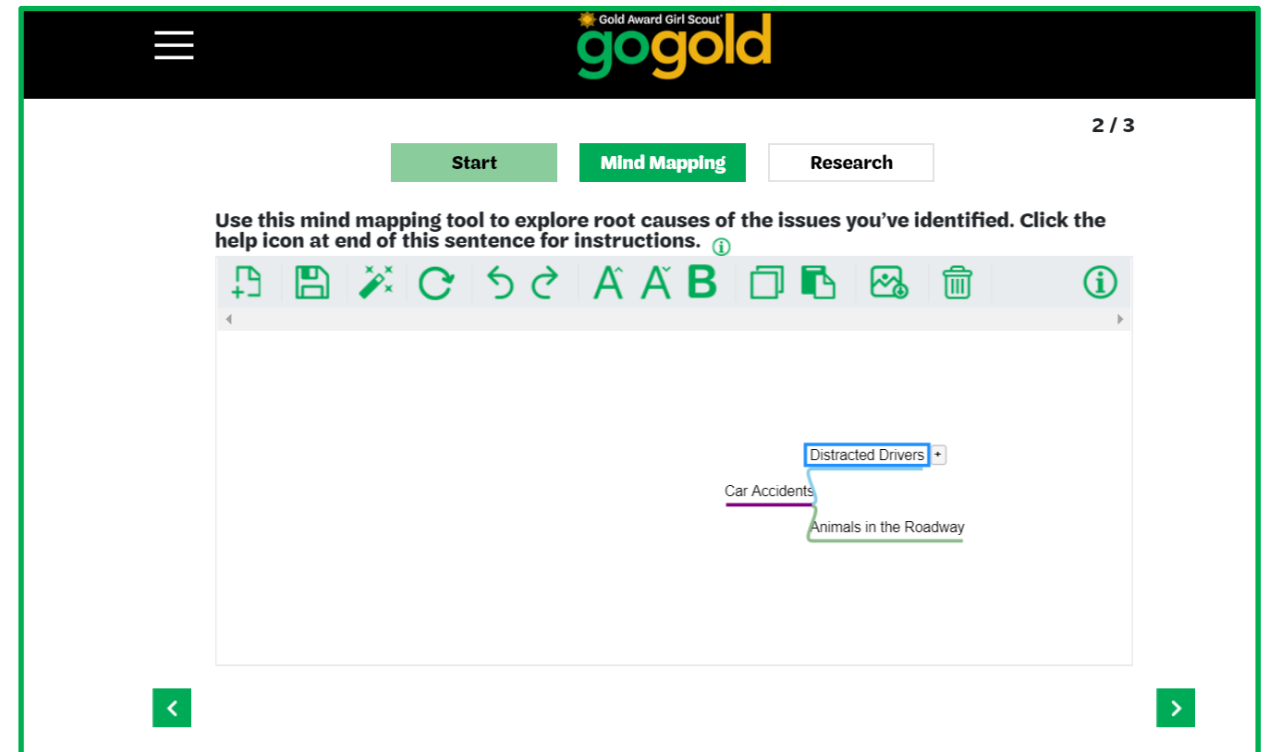 Gold Award Girl Scout
gogold
2 / 3
Start
Mind Mapping
Research
Use this mind mapping tool to explore root causes of the issues you've identified. Click the
help icon at end of this sentence for instructions.
A A B
Distracted Drivers +
Car Accidents
Animals in the Roadway